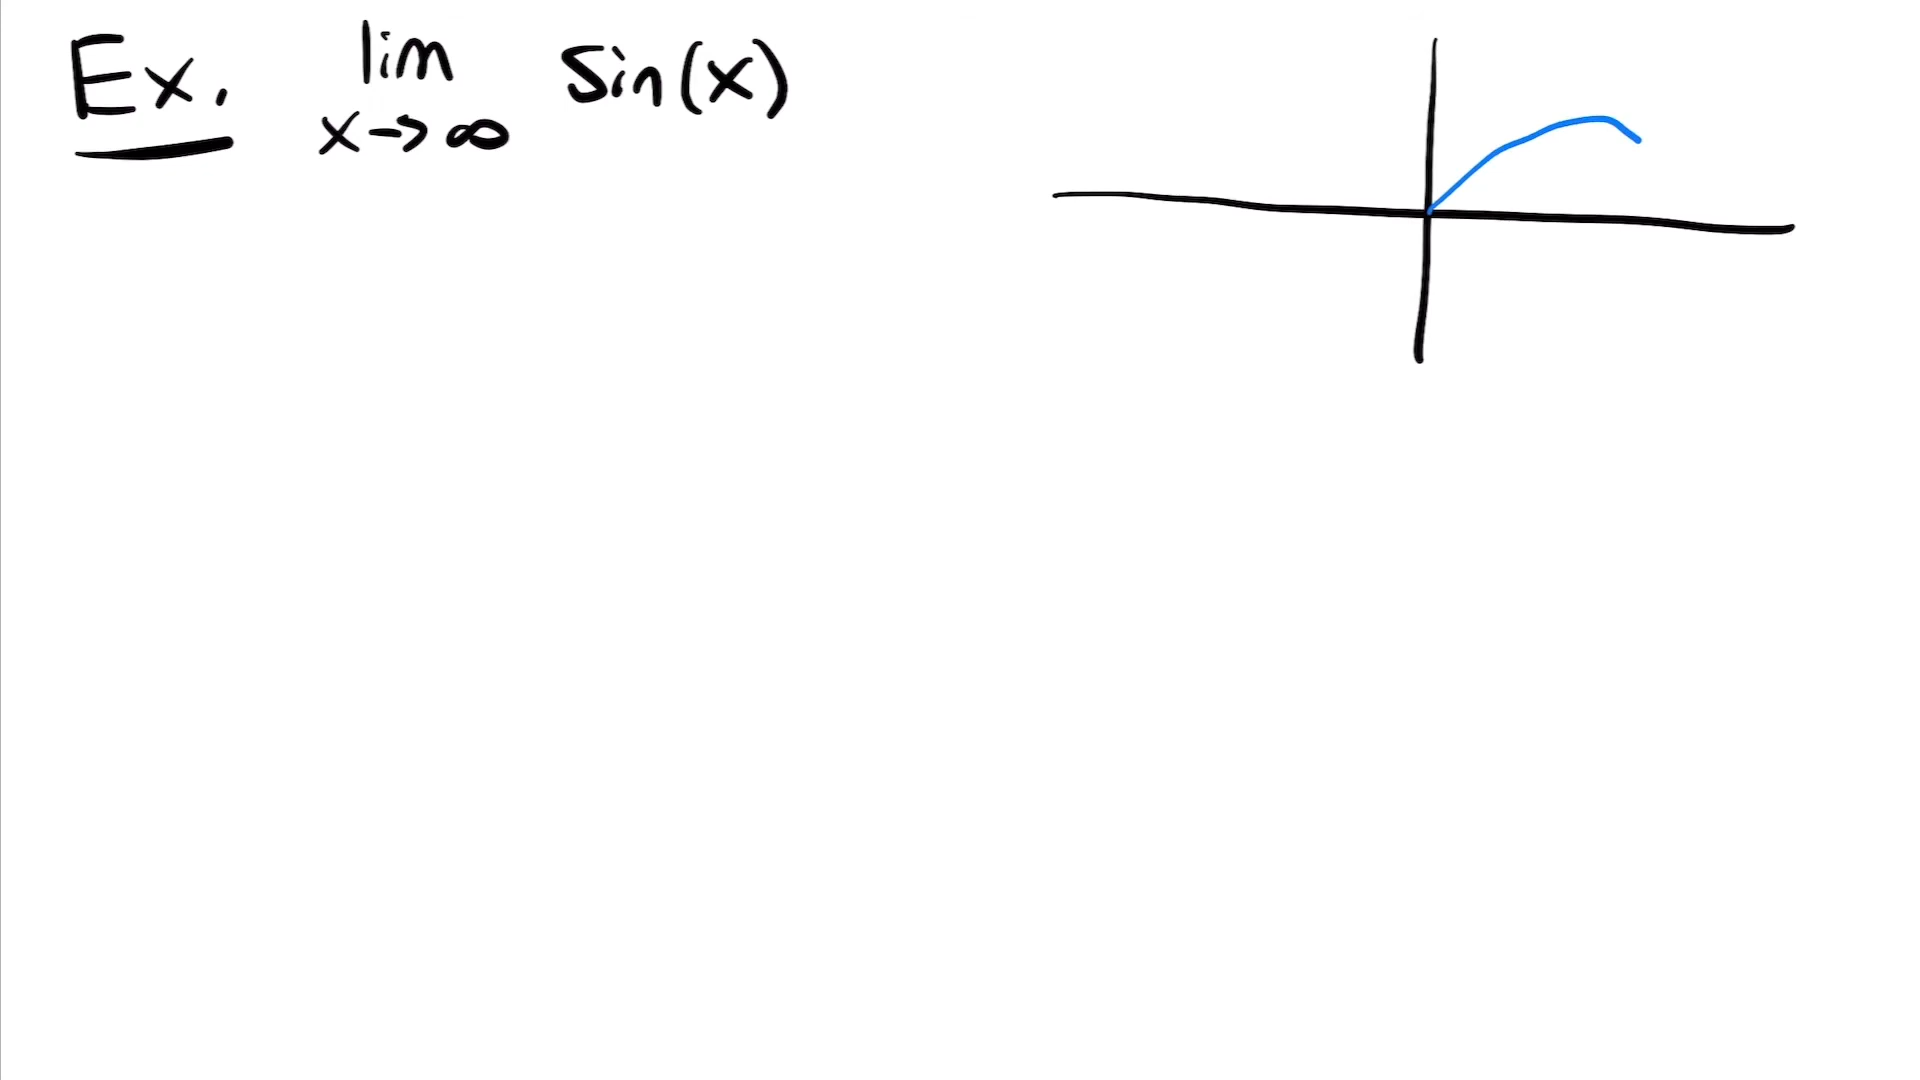 Ex. lim sin(x)
x→∞